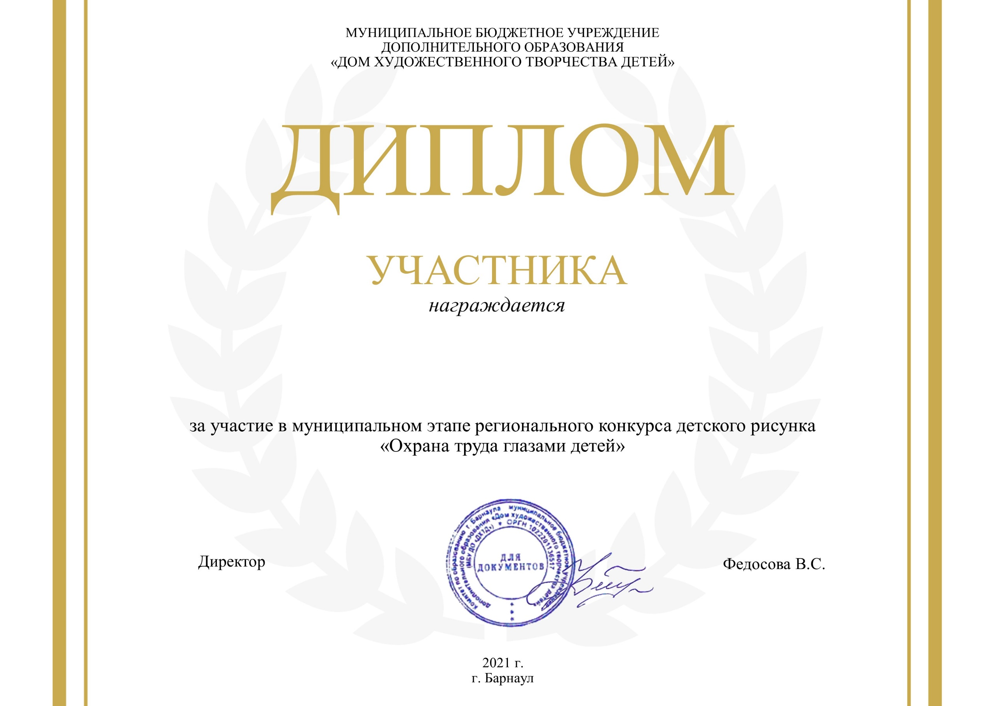 МУНИЦИПАЛЬНОЕ БЮДЖЕТНОЕ УЧРЕЖДЕНИЕ
ДОПОЛНИТЕЛЬНОГО ОБРАЗОВАНИЯ
«ДОМ ХУДОЖЕСТВЕННОГО ТВОРЧЕСТВА ДЕТЕЙ»
ДИПЛОМ
УЧАСТНИКА
награждается
за участие в муниципальном этапе регионального конкурса детского рисунка
«Охрана труда глазами детей»
Комитет по образованию г. Барнаула муниципальное бюджетное учреждение
дополнительного образования «Дом художественного творчества детей»
(МБУ ДО «ДХТД») * ОРГН 1022201136517
ДЛЯ
ДОКУМЕНТОВ
Директор
Федосова В.С.
2021 г.
г. Барнаул